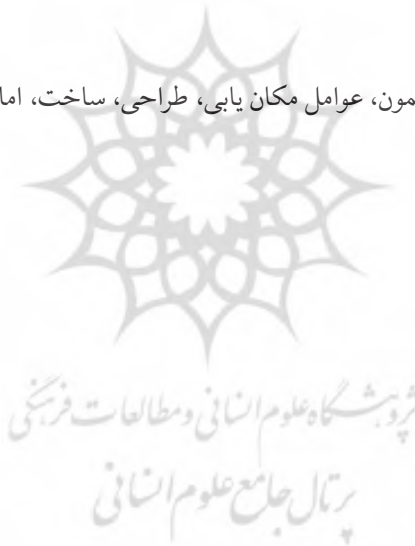 مون، عوامل مکان یابی، طراحی، ساخت، اما
پژوهشگاه علوم انسانی و مطالعات فرهنگی
پرتال جامع علوم انسانی